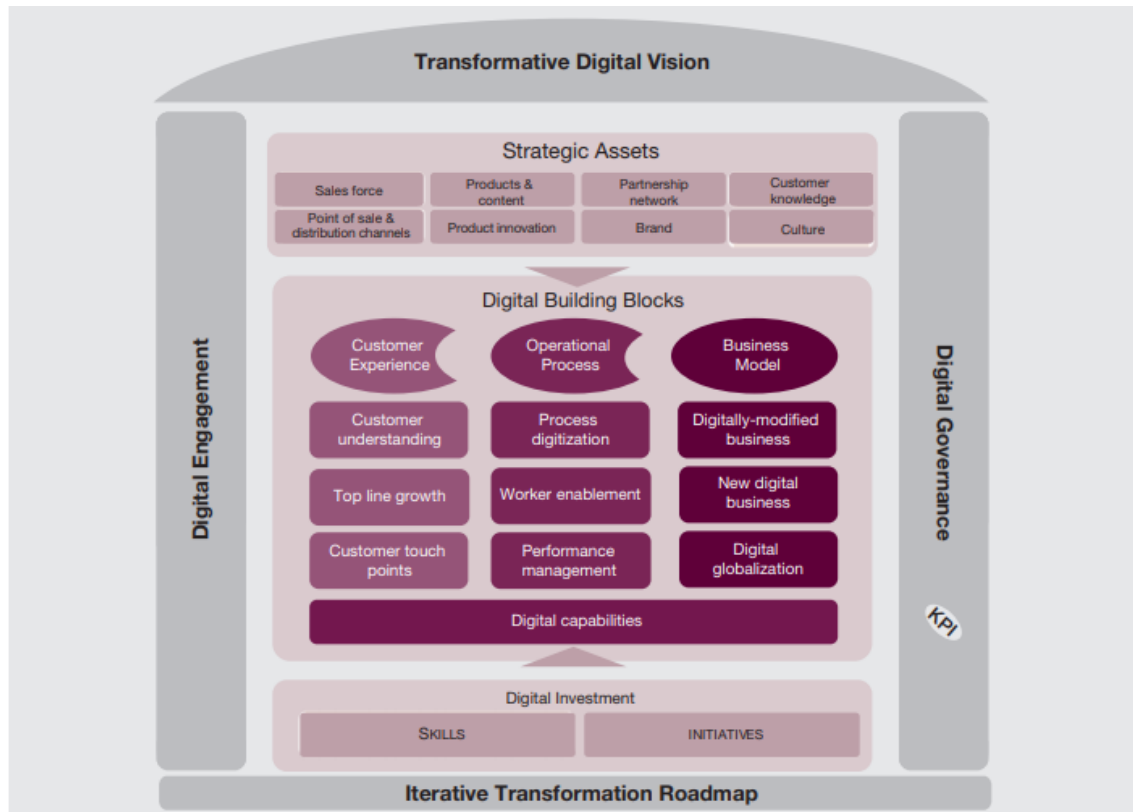 Transformative Digital Vision
Digital Engagement
Strategic Assets
Sales force
Products &
content
Partnership
network
Customer
knowledge
Point of sale &
distribution channels
Product innovation
Brand
Culture
Digital Building Blocks
Customer
Experience
Operational
Process
Business
Model
Customer
understanding
Process
digitization
Digitally-modified
business
Top line growth
Worker enablement
New digital
business
Customer touch
points
Performance
management
Digital
globalization
Digital capabilities
Digital Investment
SKILLS
INITIATIVES
Digital Governance
KPI
Iterative Transformation Roadmap